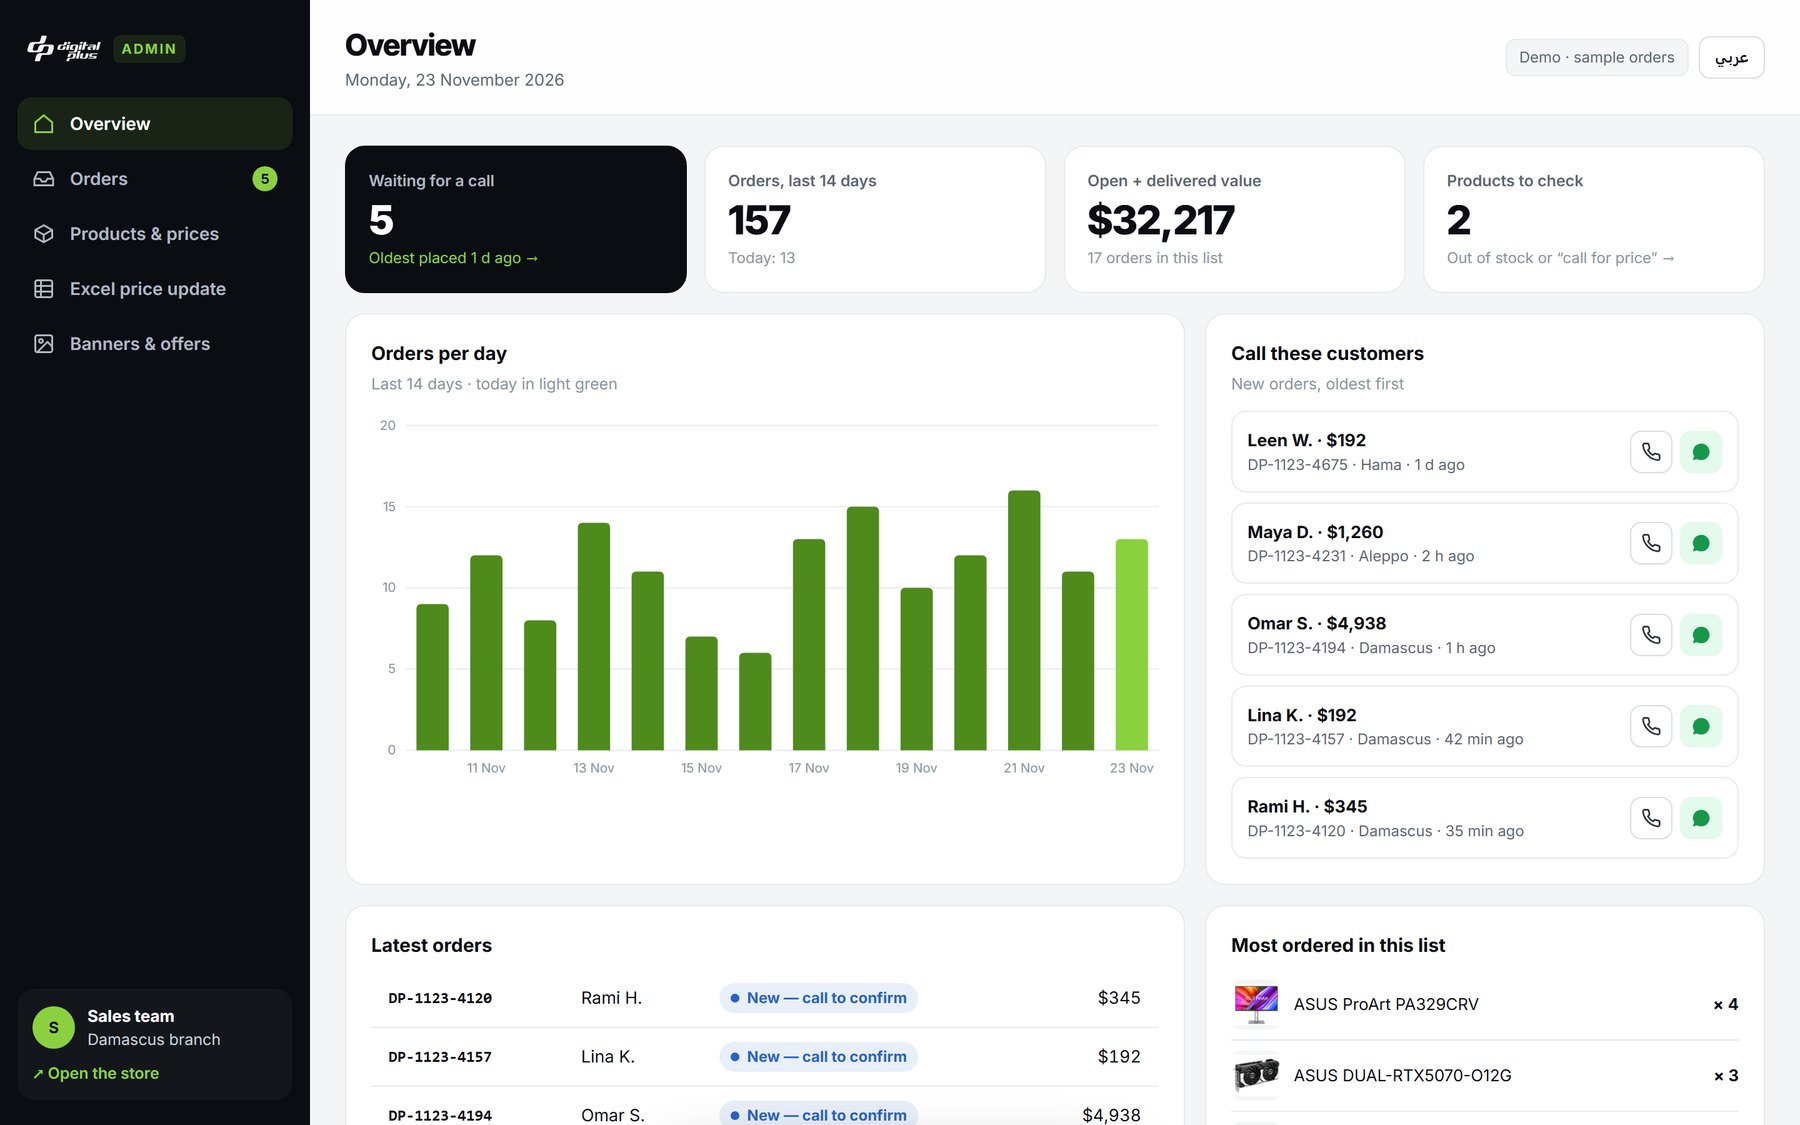 digital plus ADMIN
Overview
Orders 5
Products & prices
Excel price update
Banners & offers
Sales team
S
Damascus branch
↗ Open the store
Overview
Monday, 23 November 2026
Demo · sample orders
عربي
Waiting for a call
5
Oldest placed 1 d ago →
Orders, last 14 days
157
Today: 13
Open + delivered value
$32,217
17 orders in this list
Products to check
2
Out of stock or “call for price” →
Orders per day
Last 14 days · today in light green
20
15
10
5
0
11 Nov 13 Nov 15 Nov 17 Nov 19 Nov 21 Nov 23 Nov
Call these customers
New orders, oldest first
Leen W. · $192
DP-1123-4675 · Hama · 1 d ago
Maya D. · $1,260
DP-1123-4231 · Aleppo · 2 h ago
Omar S. · $4,938
DP-1123-4194 · Damascus · 1 h ago
Lina K. · $192
DP-1123-4157 · Damascus · 42 min ago
Rami H. · $345
DP-1123-4120 · Damascus · 35 min ago
Latest orders
DP-1123-4120 Rami H. New — call to confirm $345
DP-1123-4157 Lina K. New — call to confirm $192
DP-1123-4194 Omar S. New — call to confirm $4,938
Most ordered in this list
ASUS ProArt PA329CRV × 4
ASUS DUAL-RTX5070-O12G × 3